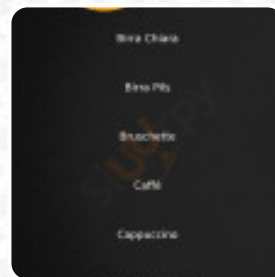 Birra Chiara
Birra Pils
Bruschette
Caffè
Cappuccino